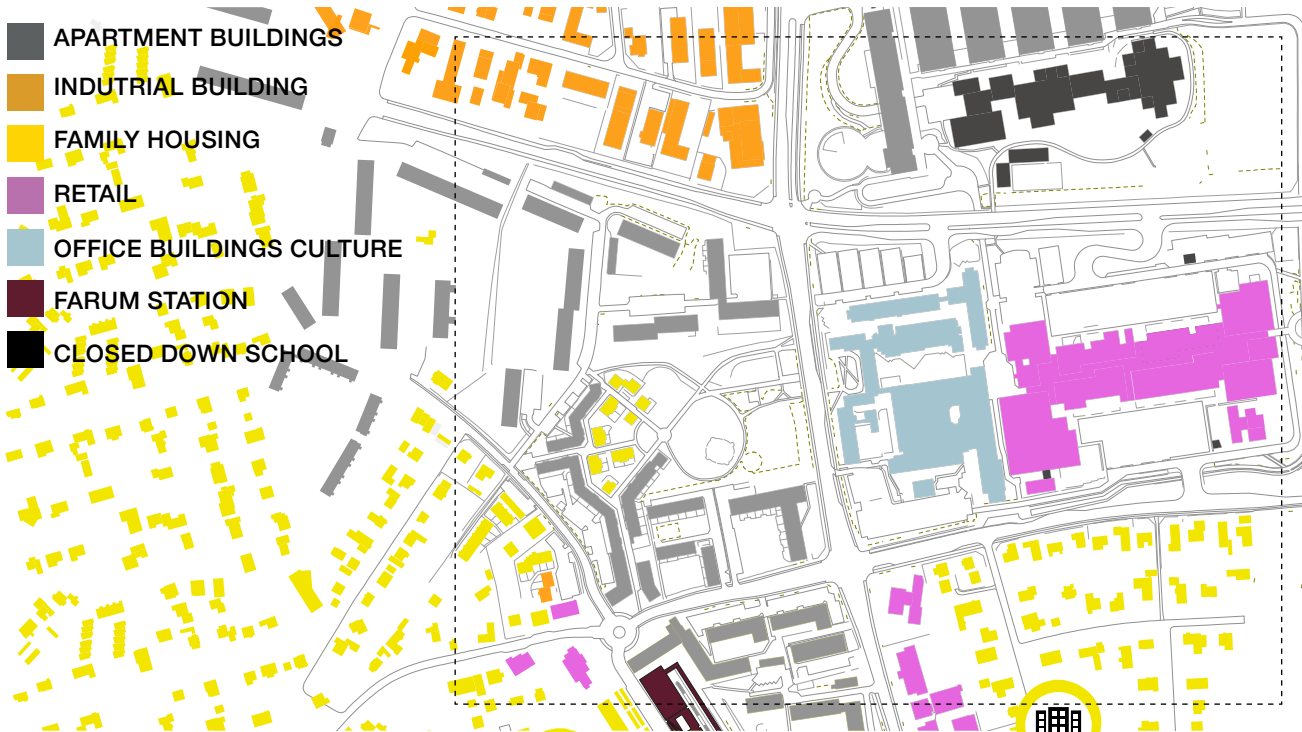 APARTMENT BUILDINGS
INDUTRIAL BUILDING
FAMILY HOUSING
RETAIL
OFFICE BUILDINGS CULTURE
FARUM STATION
CLOSED DOWN SCHOOL